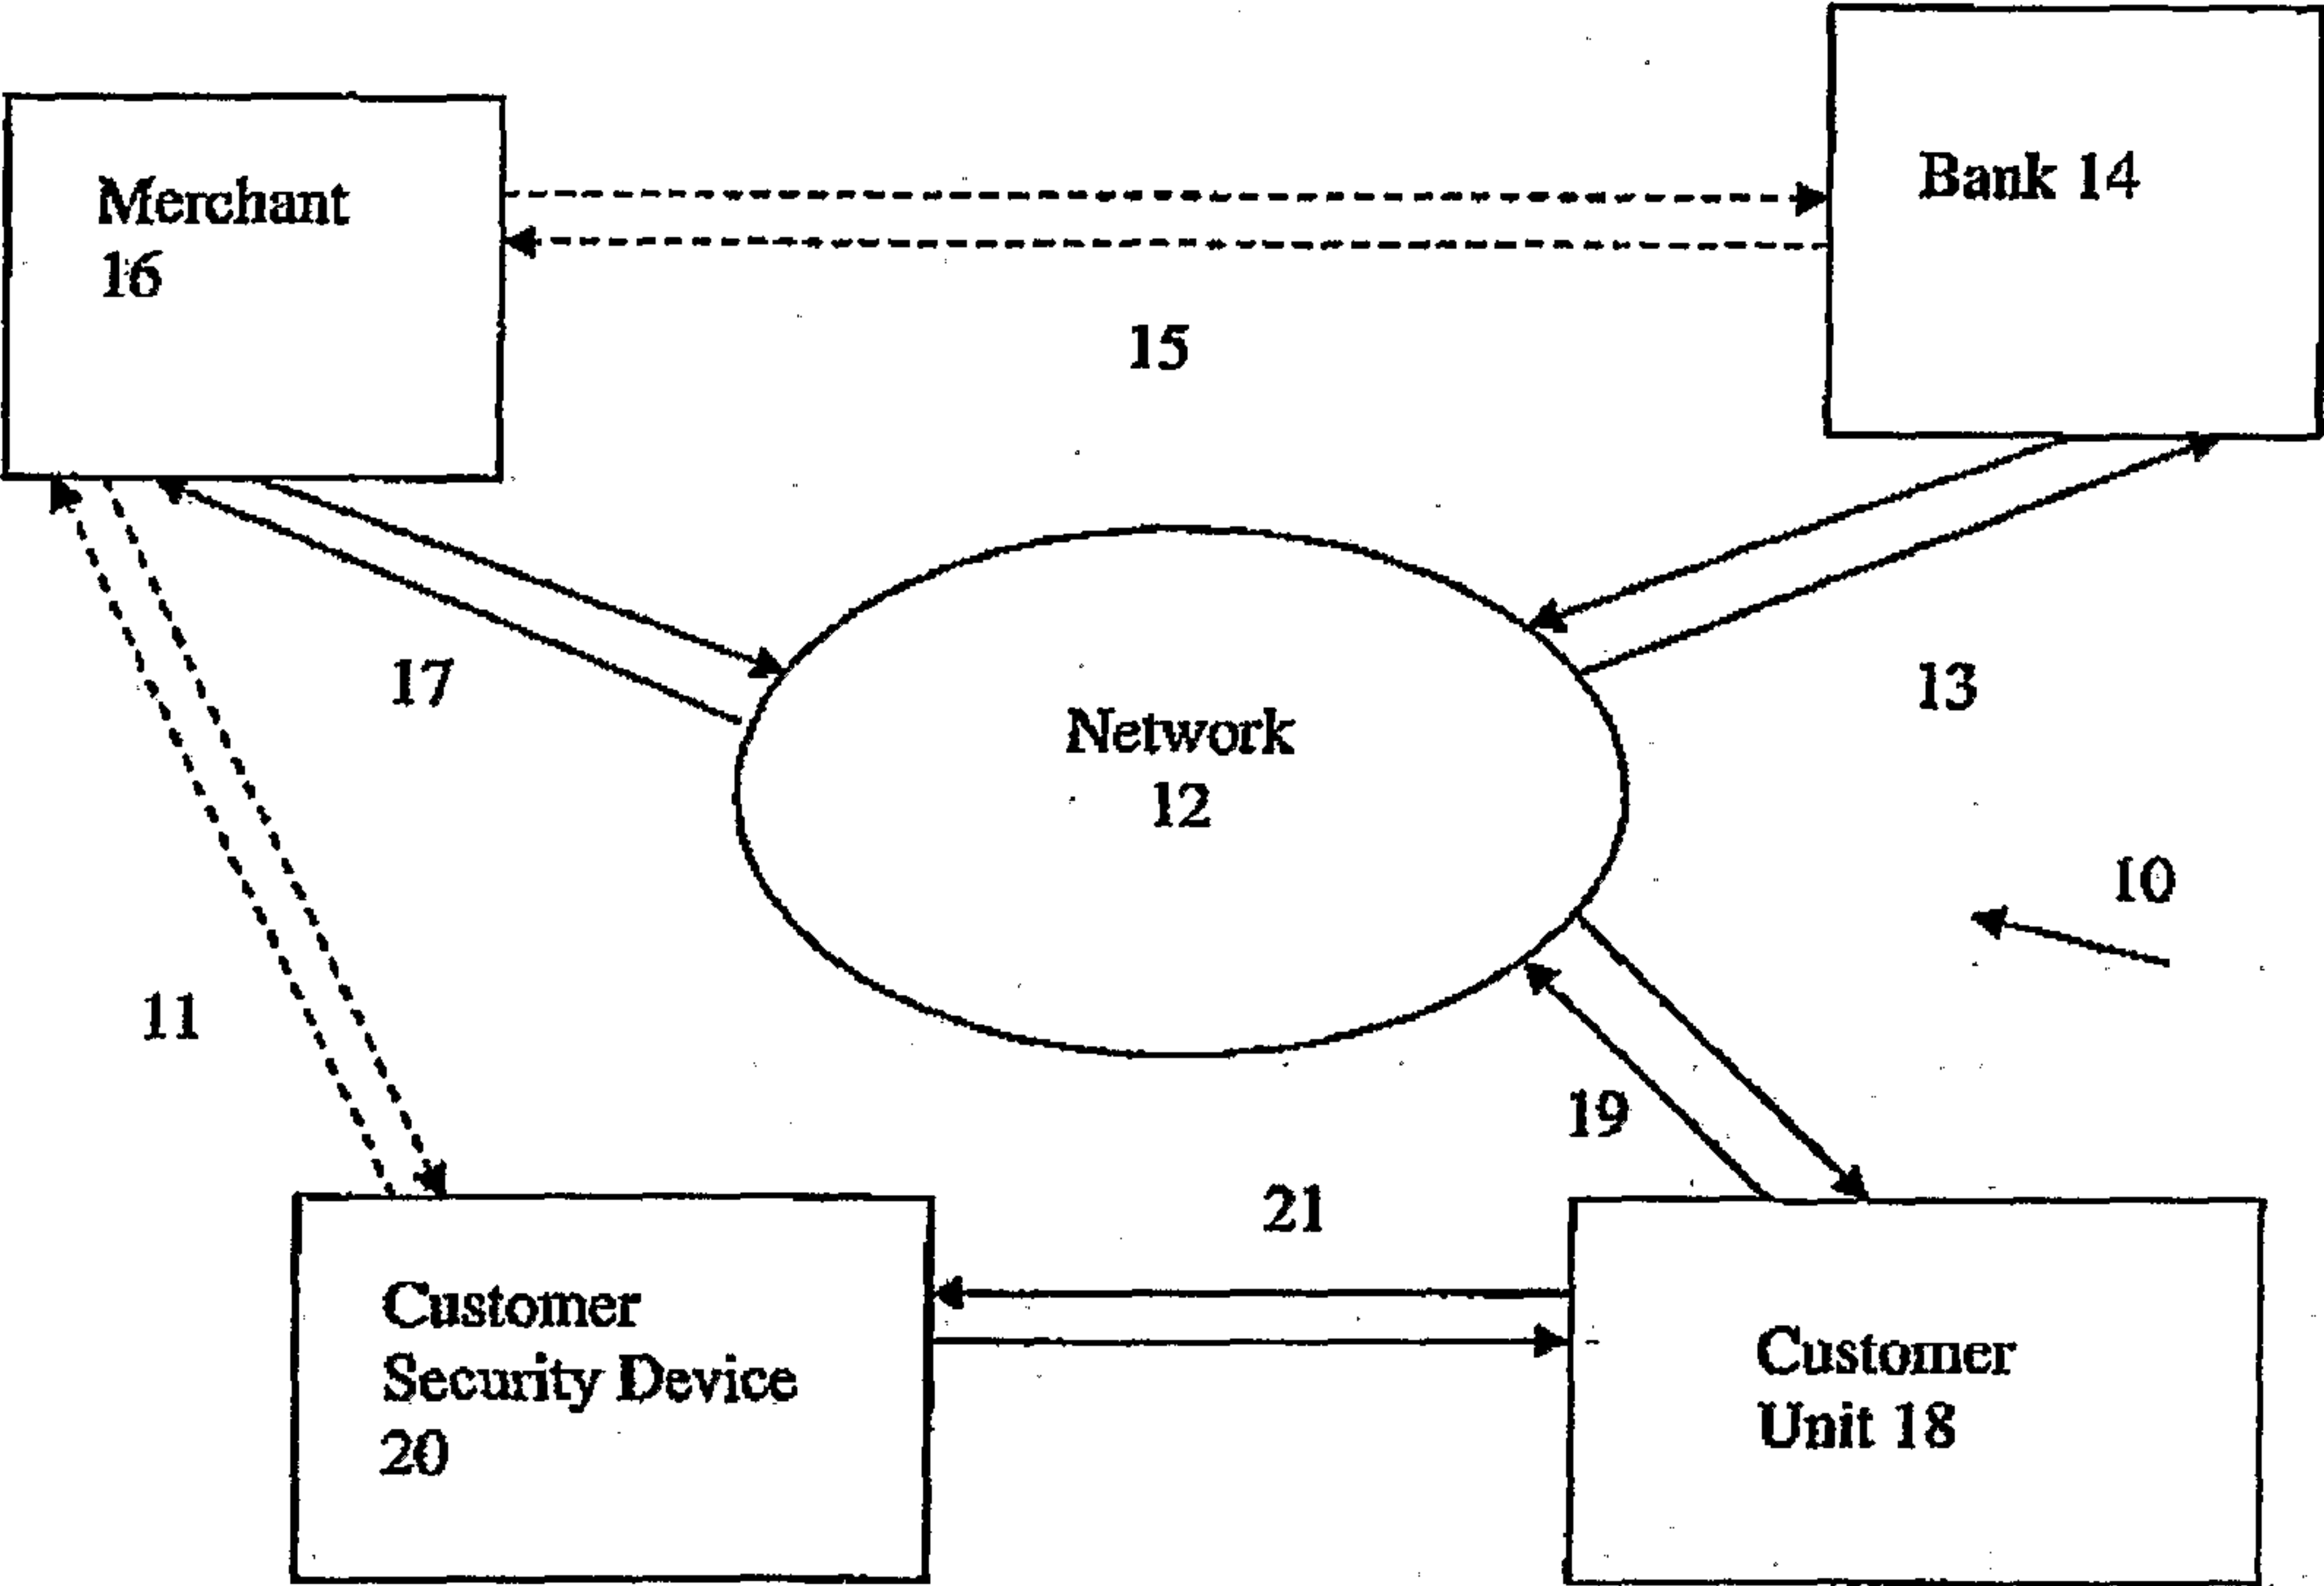 Bank 14
Merchant
16
15
17
13
Network
12
10
11
19
21
Customer
Security Device
20
Customer
Unit 18